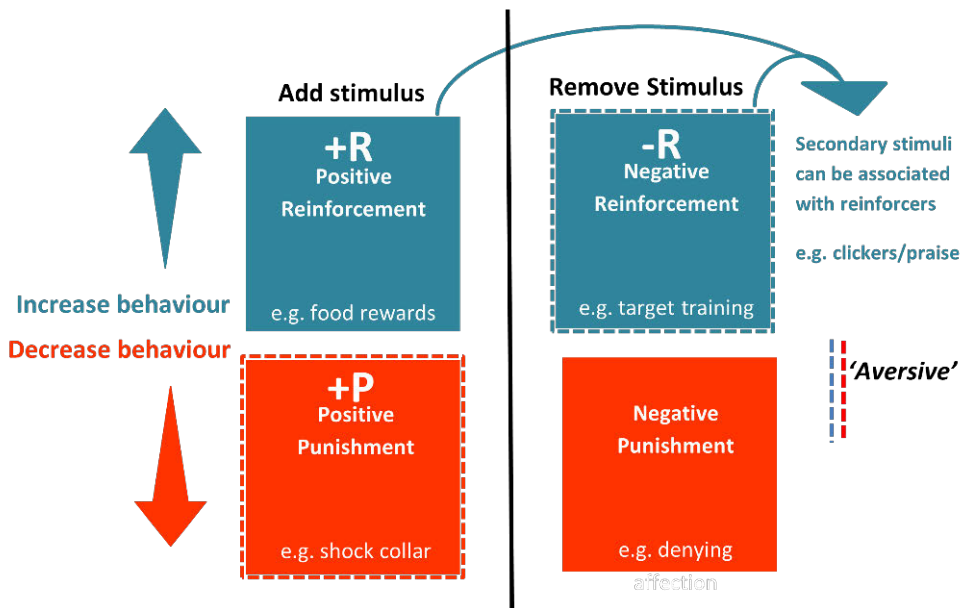 Add stimulus
Remove Stimulus
+R
Positive
Reinforcement
e.g. food rewards
-R
Negative
Reinforcement
e.g. target training
Secondary stimuli
can be associated
with reinforcers
e.g. clickers/praise
Increase behaviour
Decrease behaviour
+P
Positive
Punishment
e.g. shock collar
Negative
Punishment
e.g. denying
affection
'Aversive'